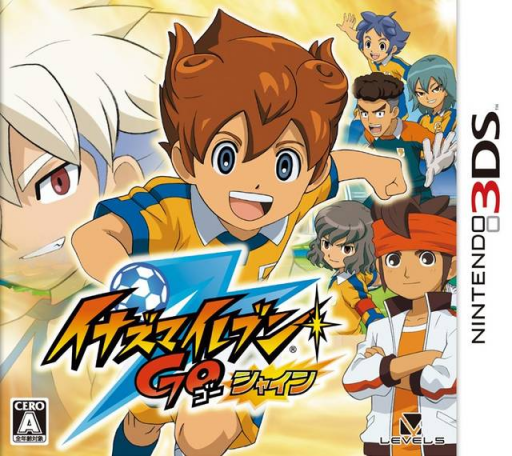 NINTENDO 3DS™
イナズマイレブン
GO ゴー シャイン
®
CERO
A
全年齢対象
LEVEL5